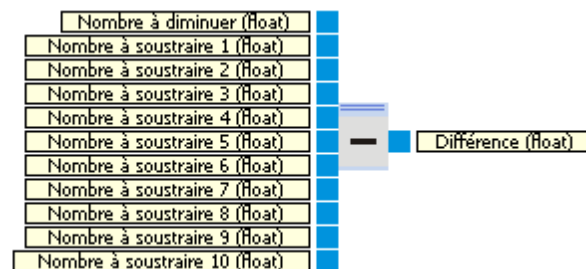 Nombre à diminuer (float)
Nombre à soustraire 1 (float)
Nombre à soustraire 2 (float)
Nombre à soustraire 3 (float)
Nombre à soustraire 4 (float)
Nombre à soustraire 5 (float)
Différence (float)
Nombre à soustraire 6 (float)
Nombre à soustraire 7 (float)
Nombre à soustraire 8 (float)
Nombre à soustraire 9 (float)
Nombre à soustraire 10 (float)